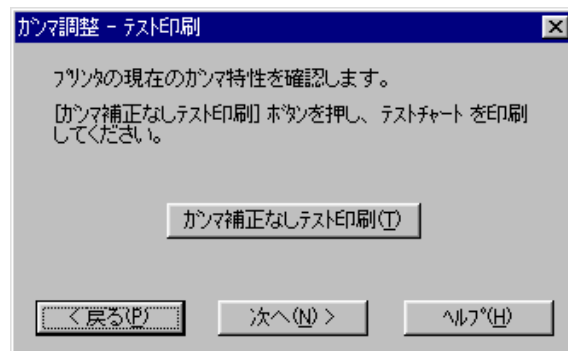 ｶﾞﾝﾏ調整 - ﾃｽﾄ印刷
ﾌﾟﾘﾝﾀの現在のｶﾞﾝﾏ特性を確認します。
[ｶﾞﾝﾏ補正なしﾃｽﾄ印刷] ﾎﾞﾀﾝを押し、 ﾃｽﾄﾁｬｰﾄ を印刷
してください。
ｶﾞﾝﾏ補正なしﾃｽﾄ印刷(T)
< 戻る(P)
次へ(N) >
ﾍﾙﾌﾟ(H)